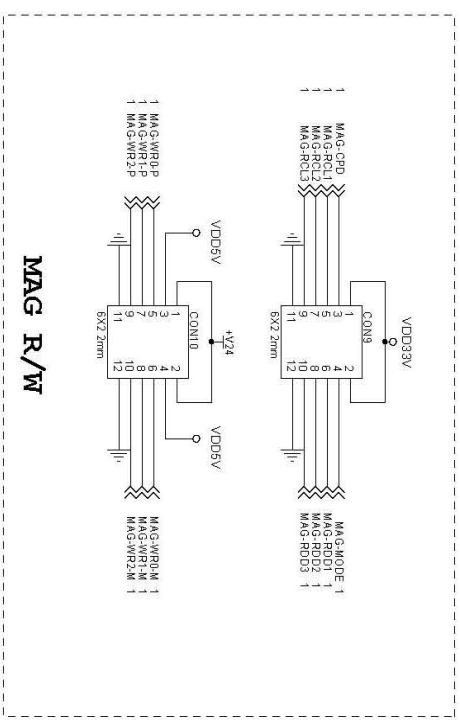 VDD33V
1 MAG-CPD
1 MAG-RCL1
1 MAG-RCL2
1 MAG-RCL3
CON9
1 2
3 4
5 6
7 8
9 10
11 12
6X2 2mm
MAG-MODE 1
MAG-RDD1 1
MAG-RDD2 1
MAG-RDD3 1
+V24
VDD5V
VDD5V
1 MAG-WR0-P
1 MAG-WR1-P
1 MAG-WR2-P
CON10
1 2
3 4
5 6
7 8
9 10
11 12
6X2 2mm
MAG-WR0-M 1
MAG-WR1-M 1
MAG-WR2-M 1
MAG R/W